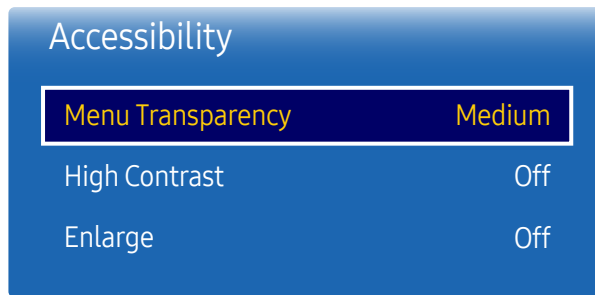 Accessibility
Menu Transparency Medium
High Contrast Off
Enlarge Off